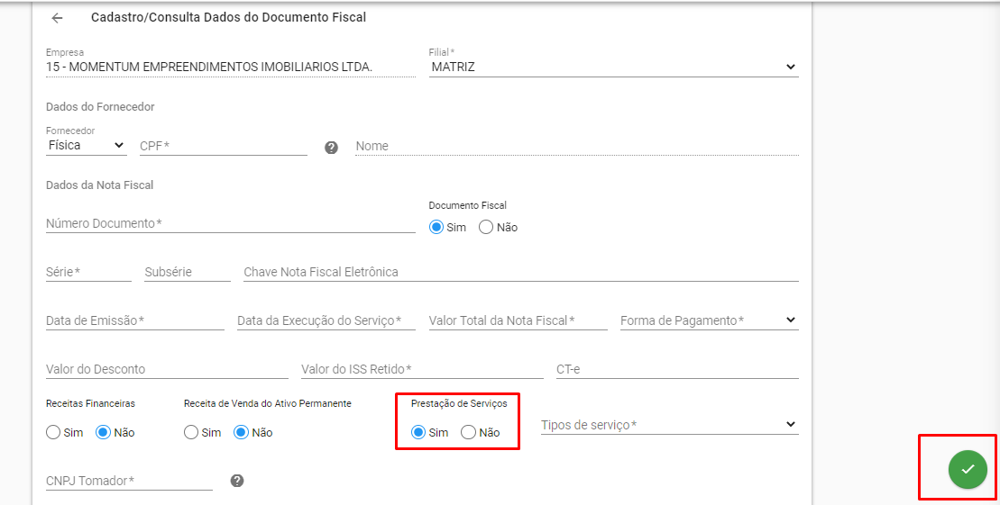 Cadastro/Consulta Dados do Documento Fiscal
Empresa
Filial*
15 - MOMENTUM EMPREENDIMENTOS IMOBILIARIOS LTDA.
MATRIZ
Dados do Fornecedor
Fornecedor
Física
CPF*
Nome
Dados da Nota Fiscal
Documento Fiscal
Número Documento*
Sim Não
Série* Subsérie Chave Nota Fiscal Eletrônica
Data de Emissão* Data da Execução do Serviço* Valor Total da Nota Fiscal* Forma de Pagamento*
Valor do Desconto Valor do ISS Retido* CT-e
Receitas Financeiras Receita de Venda do Ativo Permanente Prestação de Serviços
Sim Não Sim Não Sim Não Tipos de serviço*
CNPJ Tomador*